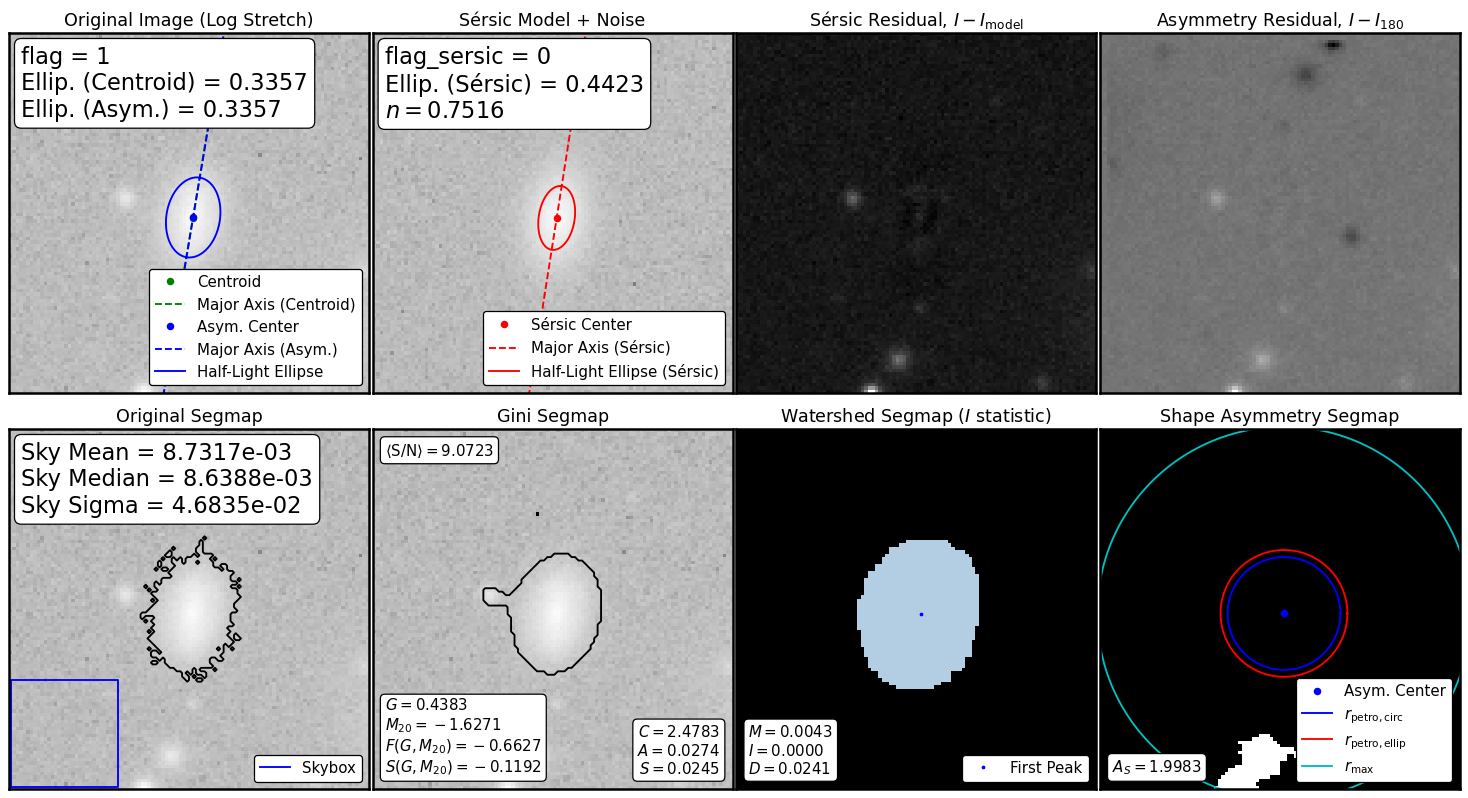 Original Image (Log Stretch)
flag = 1
Ellip. (Centroid) = 0.3357
Ellip. (Asym.) = 0.3357
Centroid
Major Axis (Centroid)
Asym. Center
Major Axis (Asym.)
Half-Light Ellipse
Sérsic Model + Noise
flag_sersic = 0
Ellip. (Sérsic) = 0.4423
n = 0.7516
Sérsic Center
Major Axis (Sérsic)
Half-Light Ellipse (Sérsic)
Sérsic Residual, I − I_model
Asymmetry Residual, I − I_180
Original Segmap
Sky Mean = 8.7317e-03
Sky Median = 8.6388e-03
Sky Sigma = 4.6835e-02
Skybox
Gini Segmap
⟨S/N⟩ = 9.0723
G = 0.4383
M_20 = −1.6271
F(G, M_20) = −0.6627
S(G, M_20) = −0.1192
C = 2.4783
A = 0.0274
S = 0.0245
Watershed Segmap (I statistic)
M = 0.0043
I = 0.0000
D = 0.0241
First Peak
Shape Asymmetry Segmap
A_S = 1.9983
Asym. Center
r_petro,circ
r_petro,ellip
r_max